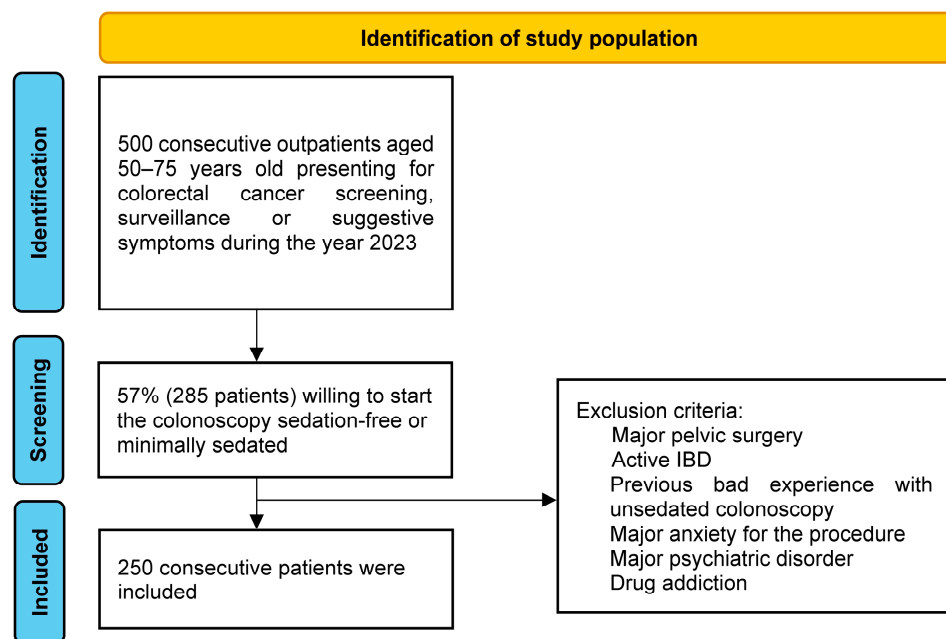 Identification of study population
Identification
500 consecutive outpatients aged
50–75 years old presenting for
colorectal cancer screening,
surveillance or suggestive
symptoms during the year 2023
Screening
57% (285 patients) willing to start
the colonoscopy sedation-free or
minimally sedated
Exclusion criteria:
Major pelvic surgery
Active IBD
Previous bad experience with
unsedated colonoscopy
Major anxiety for the procedure
Major psychiatric disorder
Drug addiction
Included
250 consecutive patients were
included